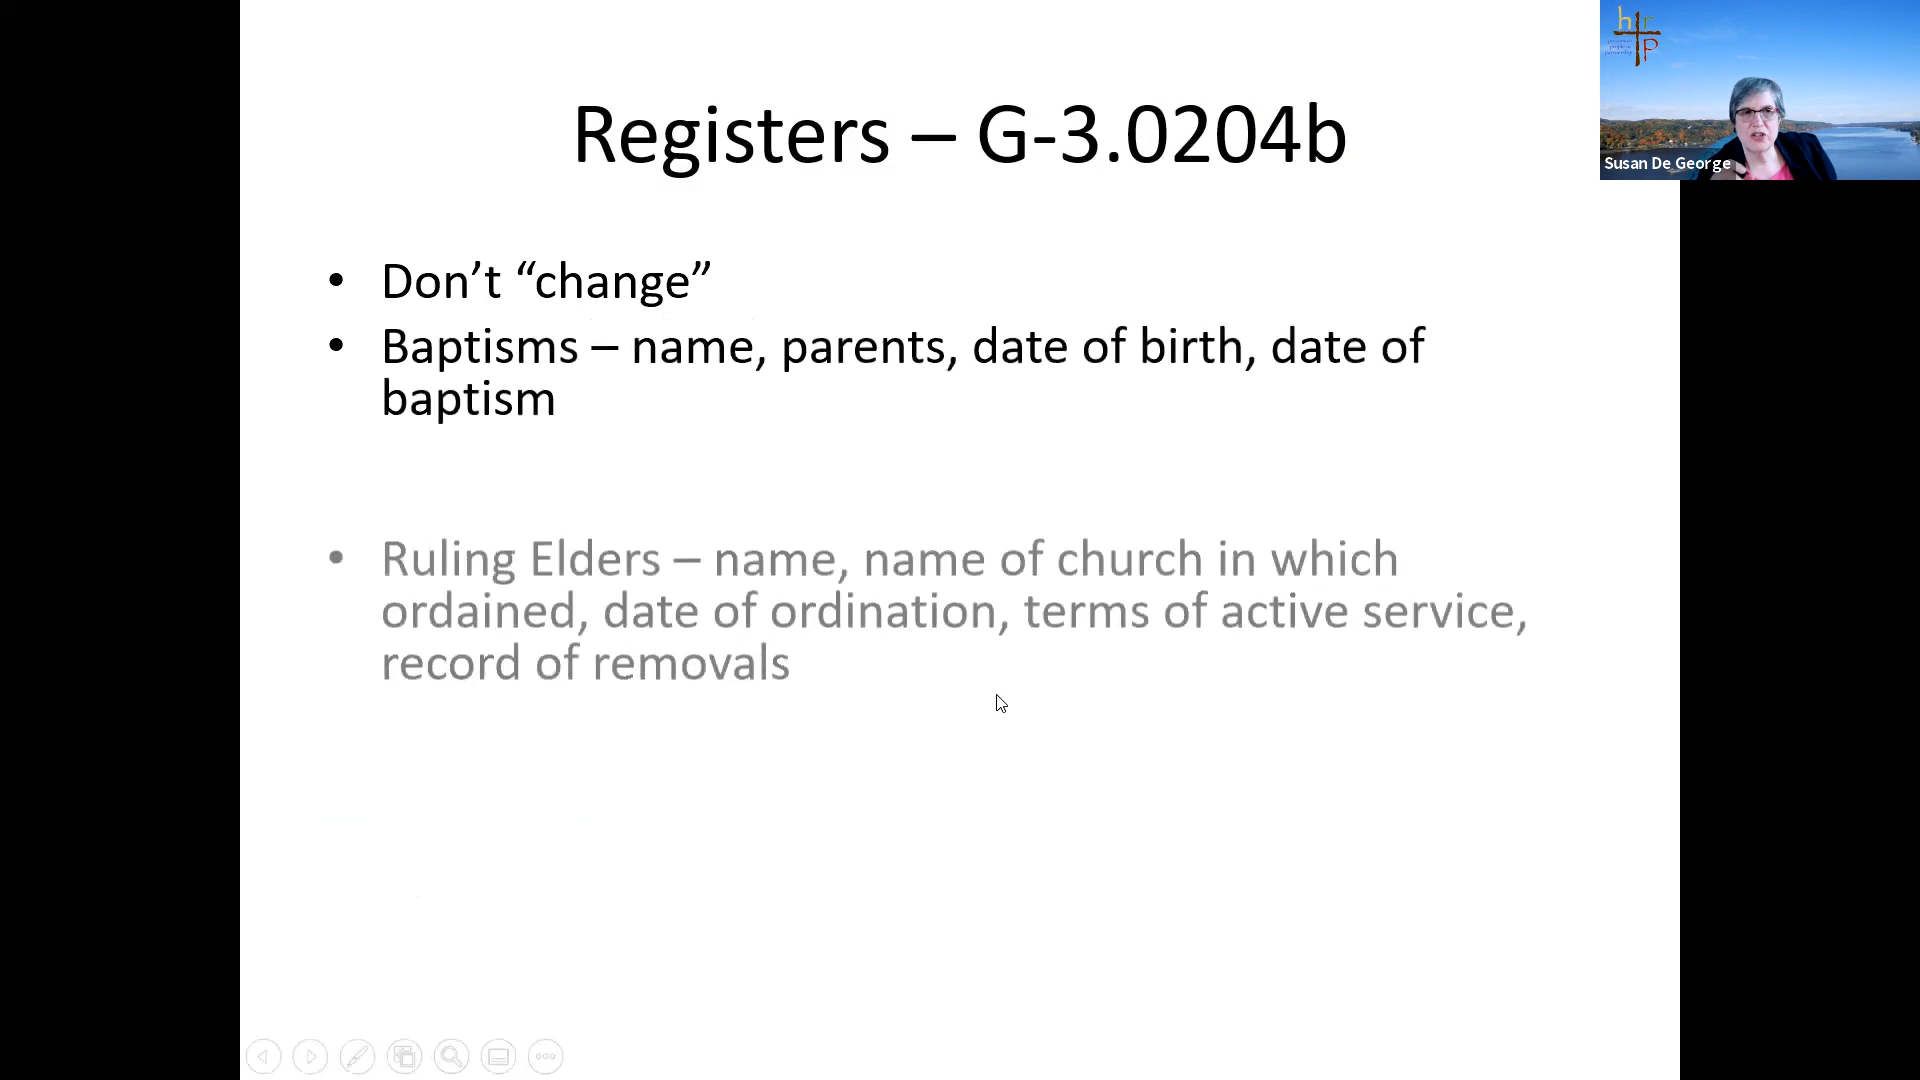 Registers – G-3.0204b
• Don’t “change”
• Baptisms – name, parents, date of birth, date of
baptism
• Ruling Elders – name, name of church in which
ordained, date of ordination, terms of active service,
record of removals
hrp
Susan De George